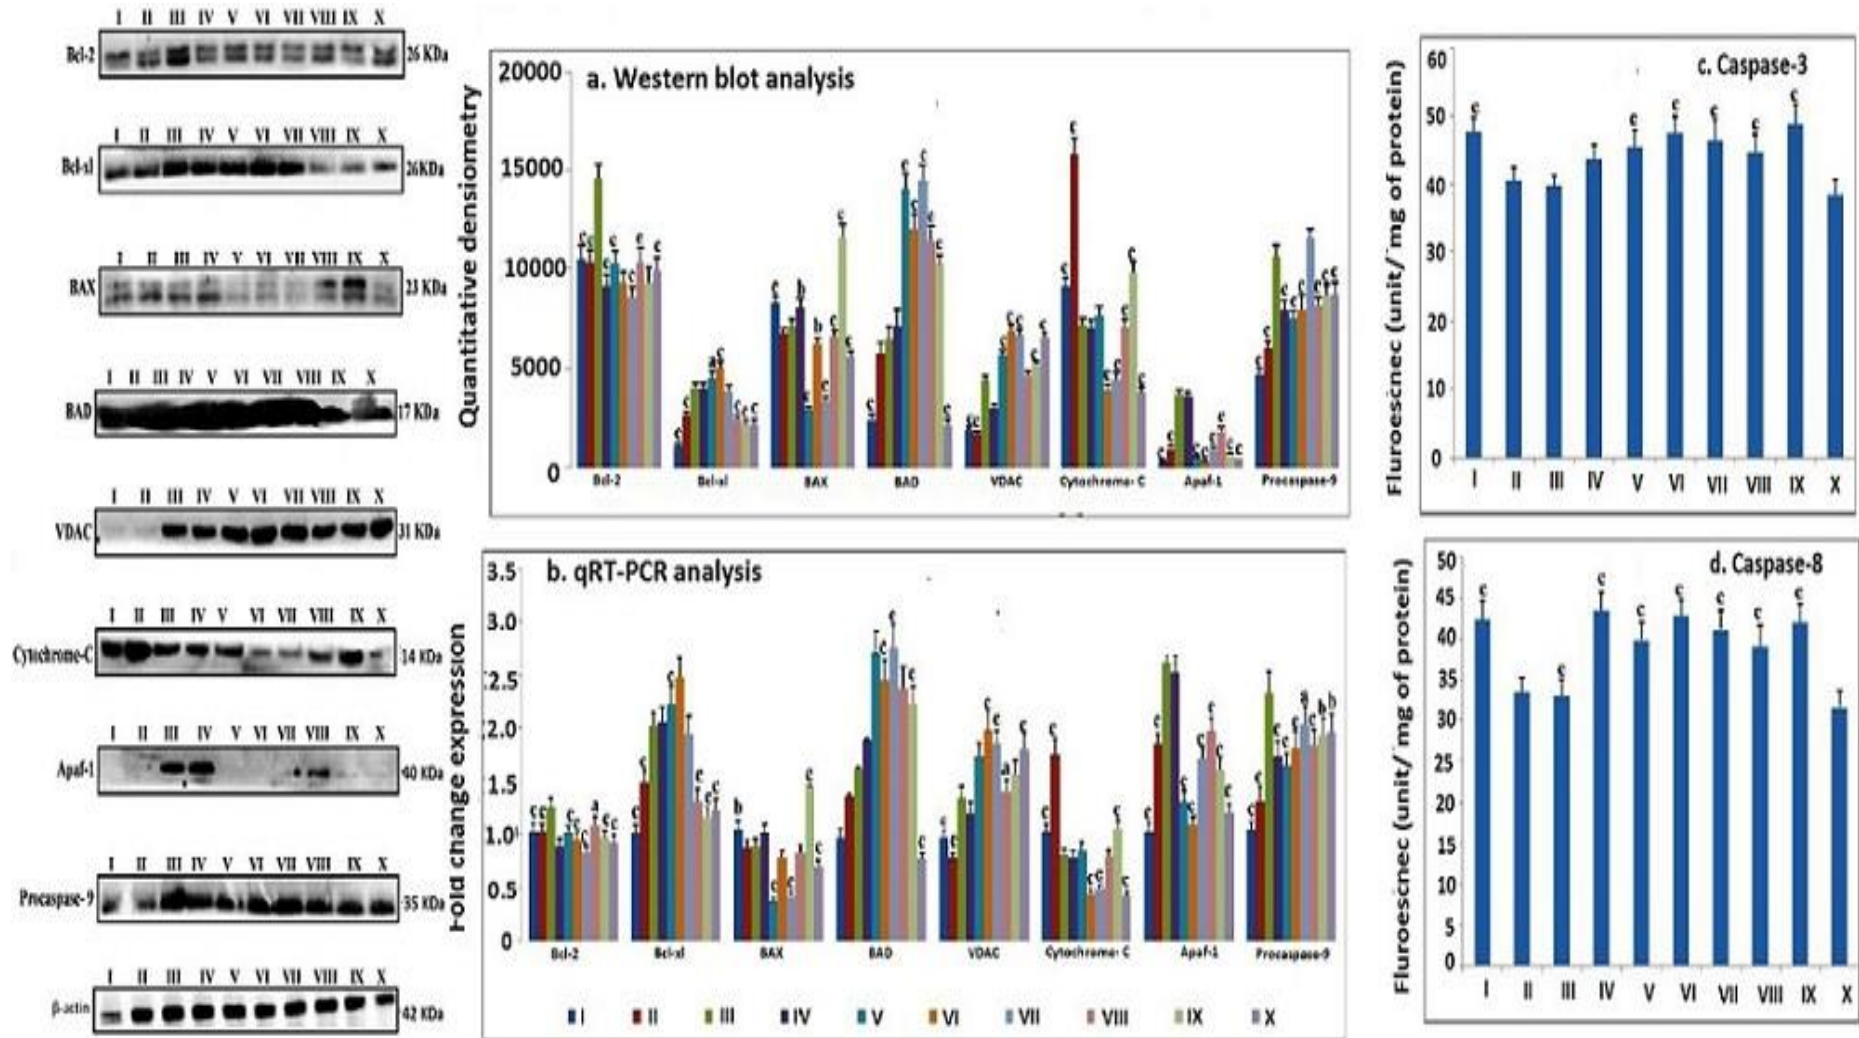 I II III IV V VI VII VIII IX X
Bcl-2
26 KDa
I II III IV V VI VII VIII IX X
Bcl-xl
26KDa
I II III IV V VI VII VIII IX X
BAX
23 KDa
I II III IV V VI VII VIII IX X
BAD
17 KDa
I II III IV V VI VII VIII IX X
VDAC
31 KDa
I II III IV V VI VII VIII IX X
Cytochrome-C
14 KDa
I II III IV V VI VII VIII IX X
Apaf-1
40 KDa
I II III IV V VI VII VIII IX X
Procaspase-9
35 KDa
I II III IV V VI VII VIII IX X
β-actin
42 KDa
a. Western blot analysis
Quantitative densiometry
20000
15000
10000
5000
0
Bcl-2 Bcl-xl BAX BAD VDAC Cytochrome- C Apaf-1 Procaspase-9
b. qRT-PCR analysis
Fold change expression
3.5
3.0
2.5
2.0
1.5
1.0
0.5
0
Bcl-2 Bcl-xl BAX BAD VDAC Cytochrome- C Apaf-1 Procaspase-9
I II III IV V VI VII VIII IX X
c. Caspase-3
Fluroescnec (unit/ mg of protein)
60
50
40
30
20
10
0
I II III IV V VI VII VIII IX X
d. Caspase-8
Fluroescnec (unit/ mg of protein)
50
45
40
35
30
25
20
15
10
5
0
I II III IV V VI VII VIII IX X